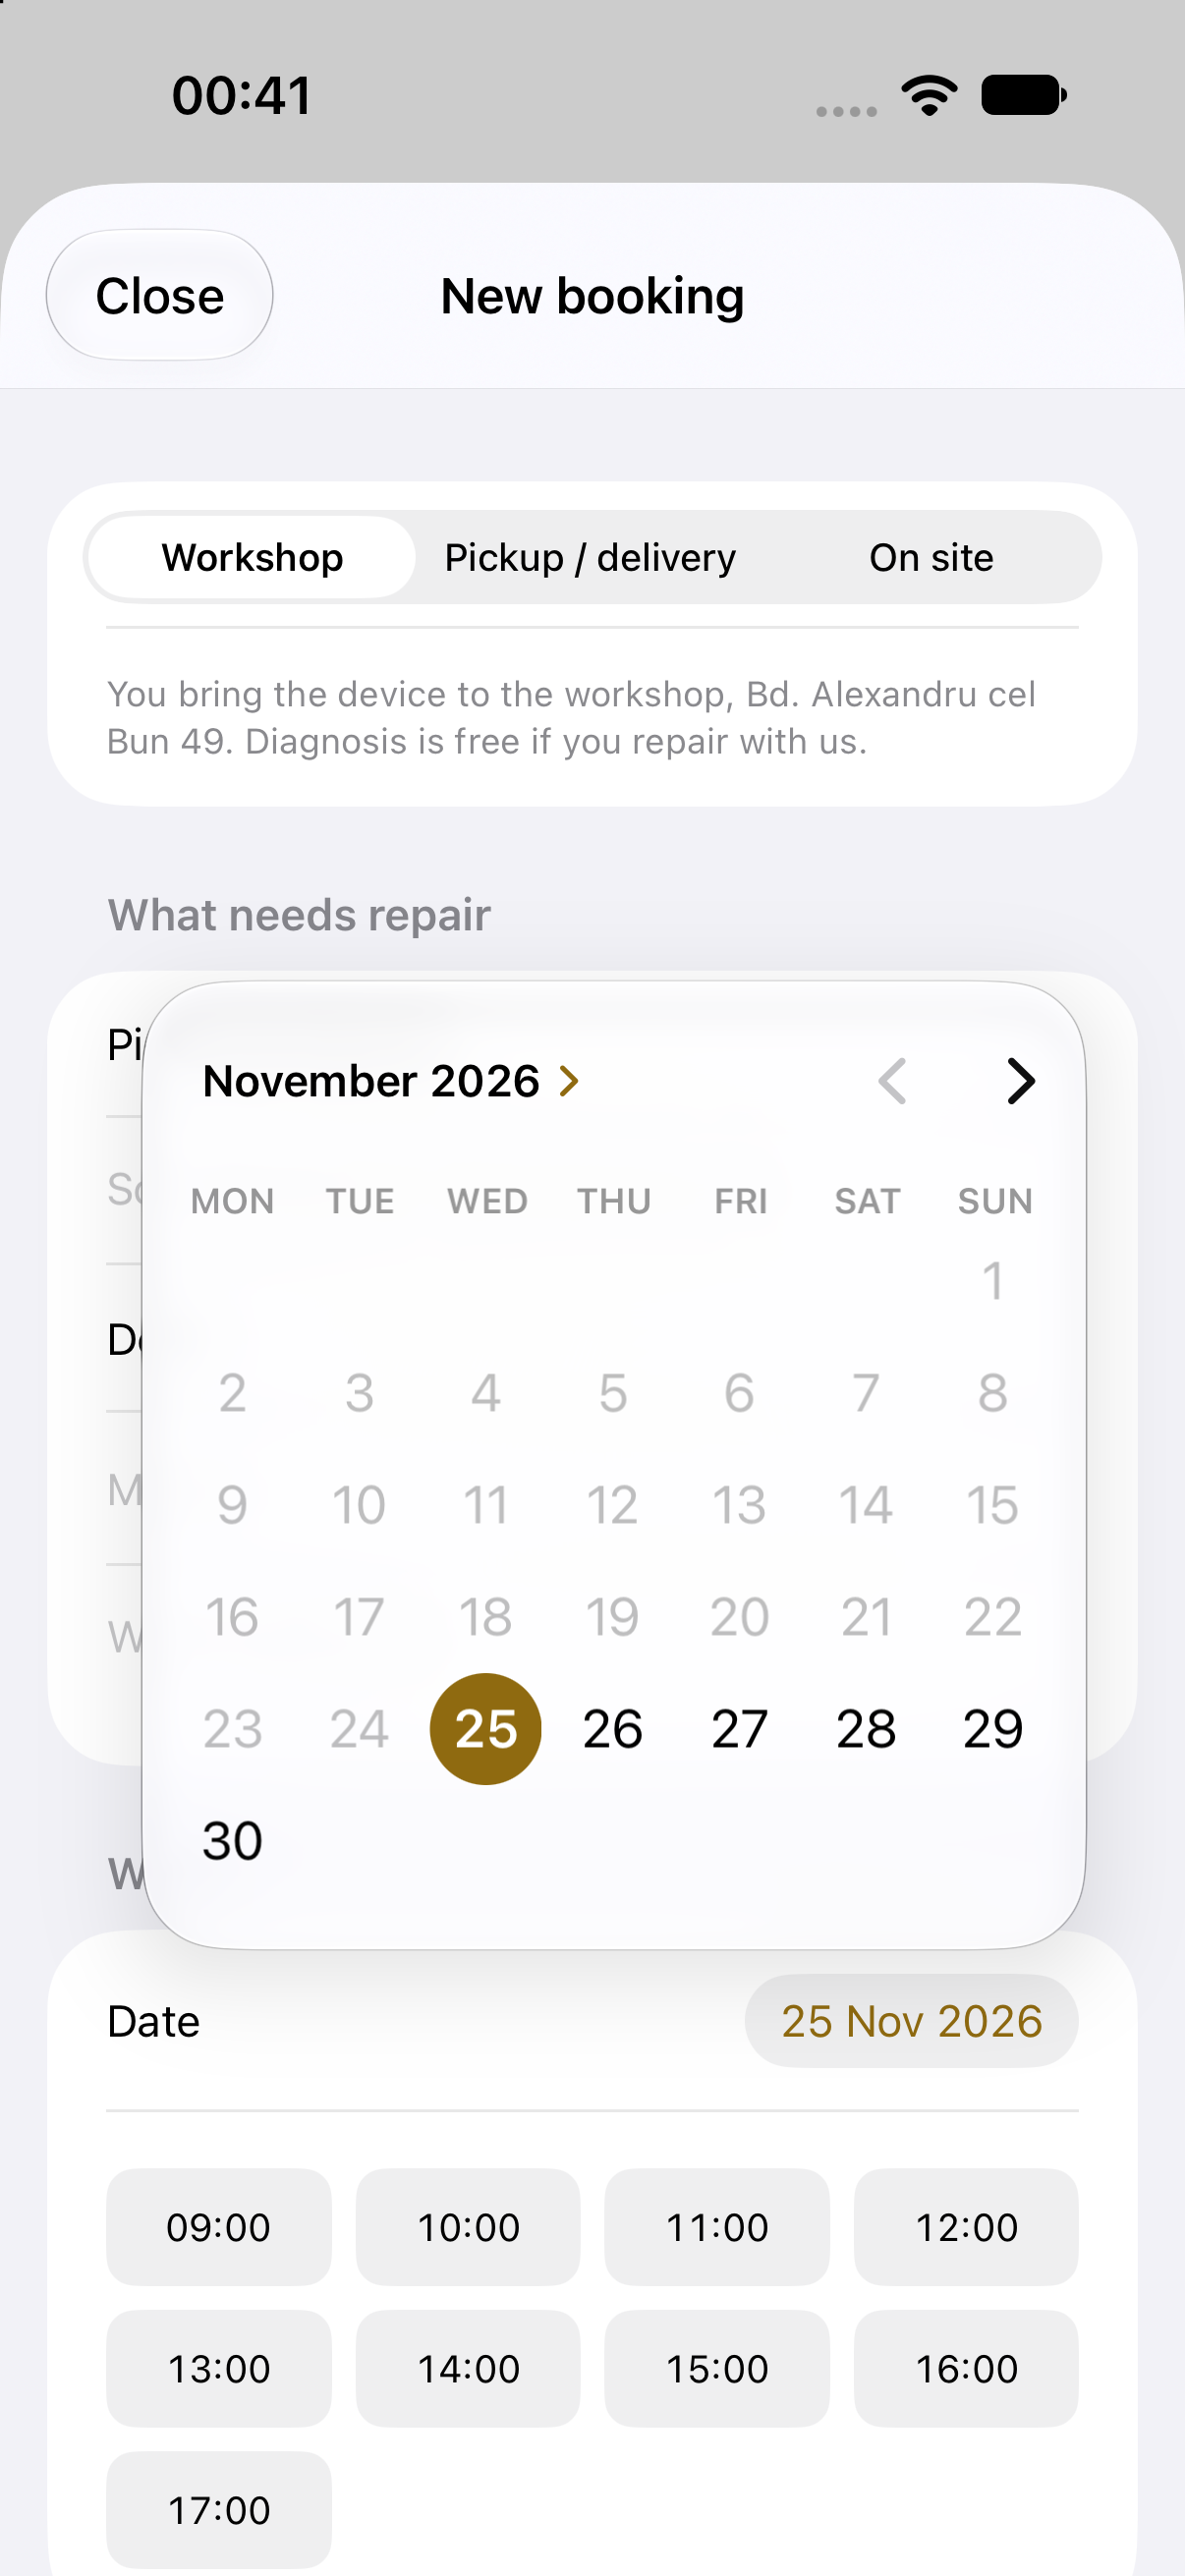 00:41
Close
New booking
Workshop
Pickup / delivery
On site
You bring the device to the workshop, Bd. Alexandru cel
Bun 49. Diagnosis is free if you repair with us.
What needs repair
November 2026
MON TUE WED THU FRI SAT SUN
1
2 3 4 5 6 7 8
9 10 11 12 13 14 15
16 17 18 19 20 21 22
23 24 25 26 27 28 29
30
Date
25 Nov 2026
09:00 10:00 11:00 12:00
13:00 14:00 15:00 16:00
17:00